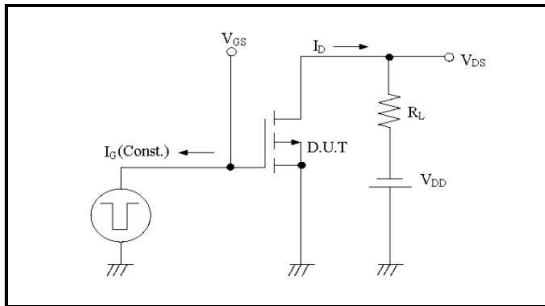 V_GS
I_D
V_DS
R_L
I_G(Const.)
D.U.T
V_DD